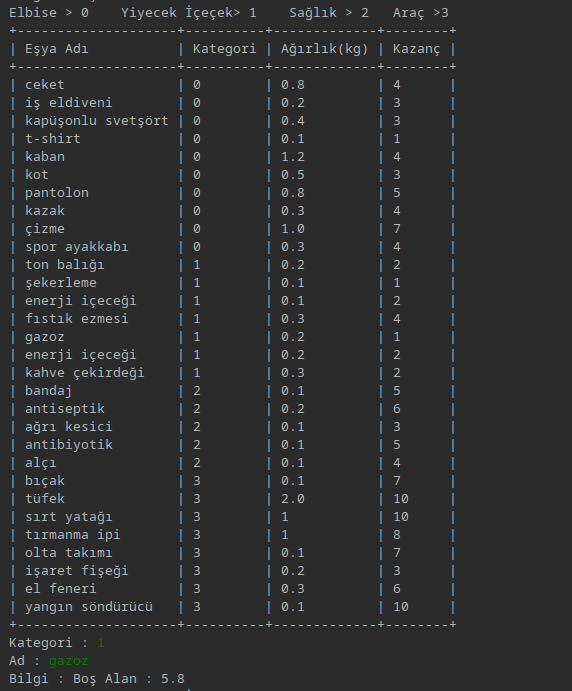 Elbise > 0    Yiyecek İçeçek> 1    Sağlık > 2   Araç >3
+--------------------+----------+-------------+--------+
| Eşya Adı           | Kategori | Ağırlık(kg) | Kazanç |
+--------------------+----------+-------------+--------+
| ceket              | 0        | 0.8         | 4      |
| iş eldiveni        | 0        | 0.2         | 3      |
| kapüşonlu svetşört | 0        | 0.4         | 3      |
| t-shirt            | 0        | 0.1         | 1      |
| kaban              | 0        | 1.2         | 4      |
| kot                | 0        | 0.5         | 3      |
| pantolon           | 0        | 0.8         | 5      |
| kazak              | 0        | 0.3         | 4      |
| çizme              | 0        | 1.0         | 7      |
| spor ayakkabı      | 0        | 0.3         | 4      |
| ton balığı         | 1        | 0.2         | 2      |
| şekerleme          | 1        | 0.1         | 1      |
| enerji içeceği     | 1        | 0.1         | 2      |
| fıstık ezmesi      | 1        | 0.3         | 4      |
| gazoz              | 1        | 0.2         | 1      |
| enerji içeceği     | 1        | 0.2         | 2      |
| kahve çekirdeği    | 1        | 0.3         | 2      |
| bandaj             | 2        | 0.1         | 5      |
| antiseptik         | 2        | 0.2         | 6      |
| ağrı kesici        | 2        | 0.1         | 3      |
| antibiyotik        | 2        | 0.1         | 5      |
| alçı               | 2        | 0.1         | 4      |
| bıçak              | 3        | 0.1         | 7      |
| tüfek              | 3        | 2.0         | 10     |
| sırt yatağı        | 3        | 1           | 10     |
| tırmanma ipi       | 3        | 1           | 8      |
| olta takımı        | 3        | 0.1         | 7      |
| işaret fişeği      | 3        | 0.2         | 3      |
| el feneri          | 3        | 0.3         | 6      |
| yangın söndürücü   | 3        | 0.1         | 10     |
+--------------------+----------+-------------+--------+
Kategori : 1
Ad : gazoz
Bilgi : Boş Alan : 5.8